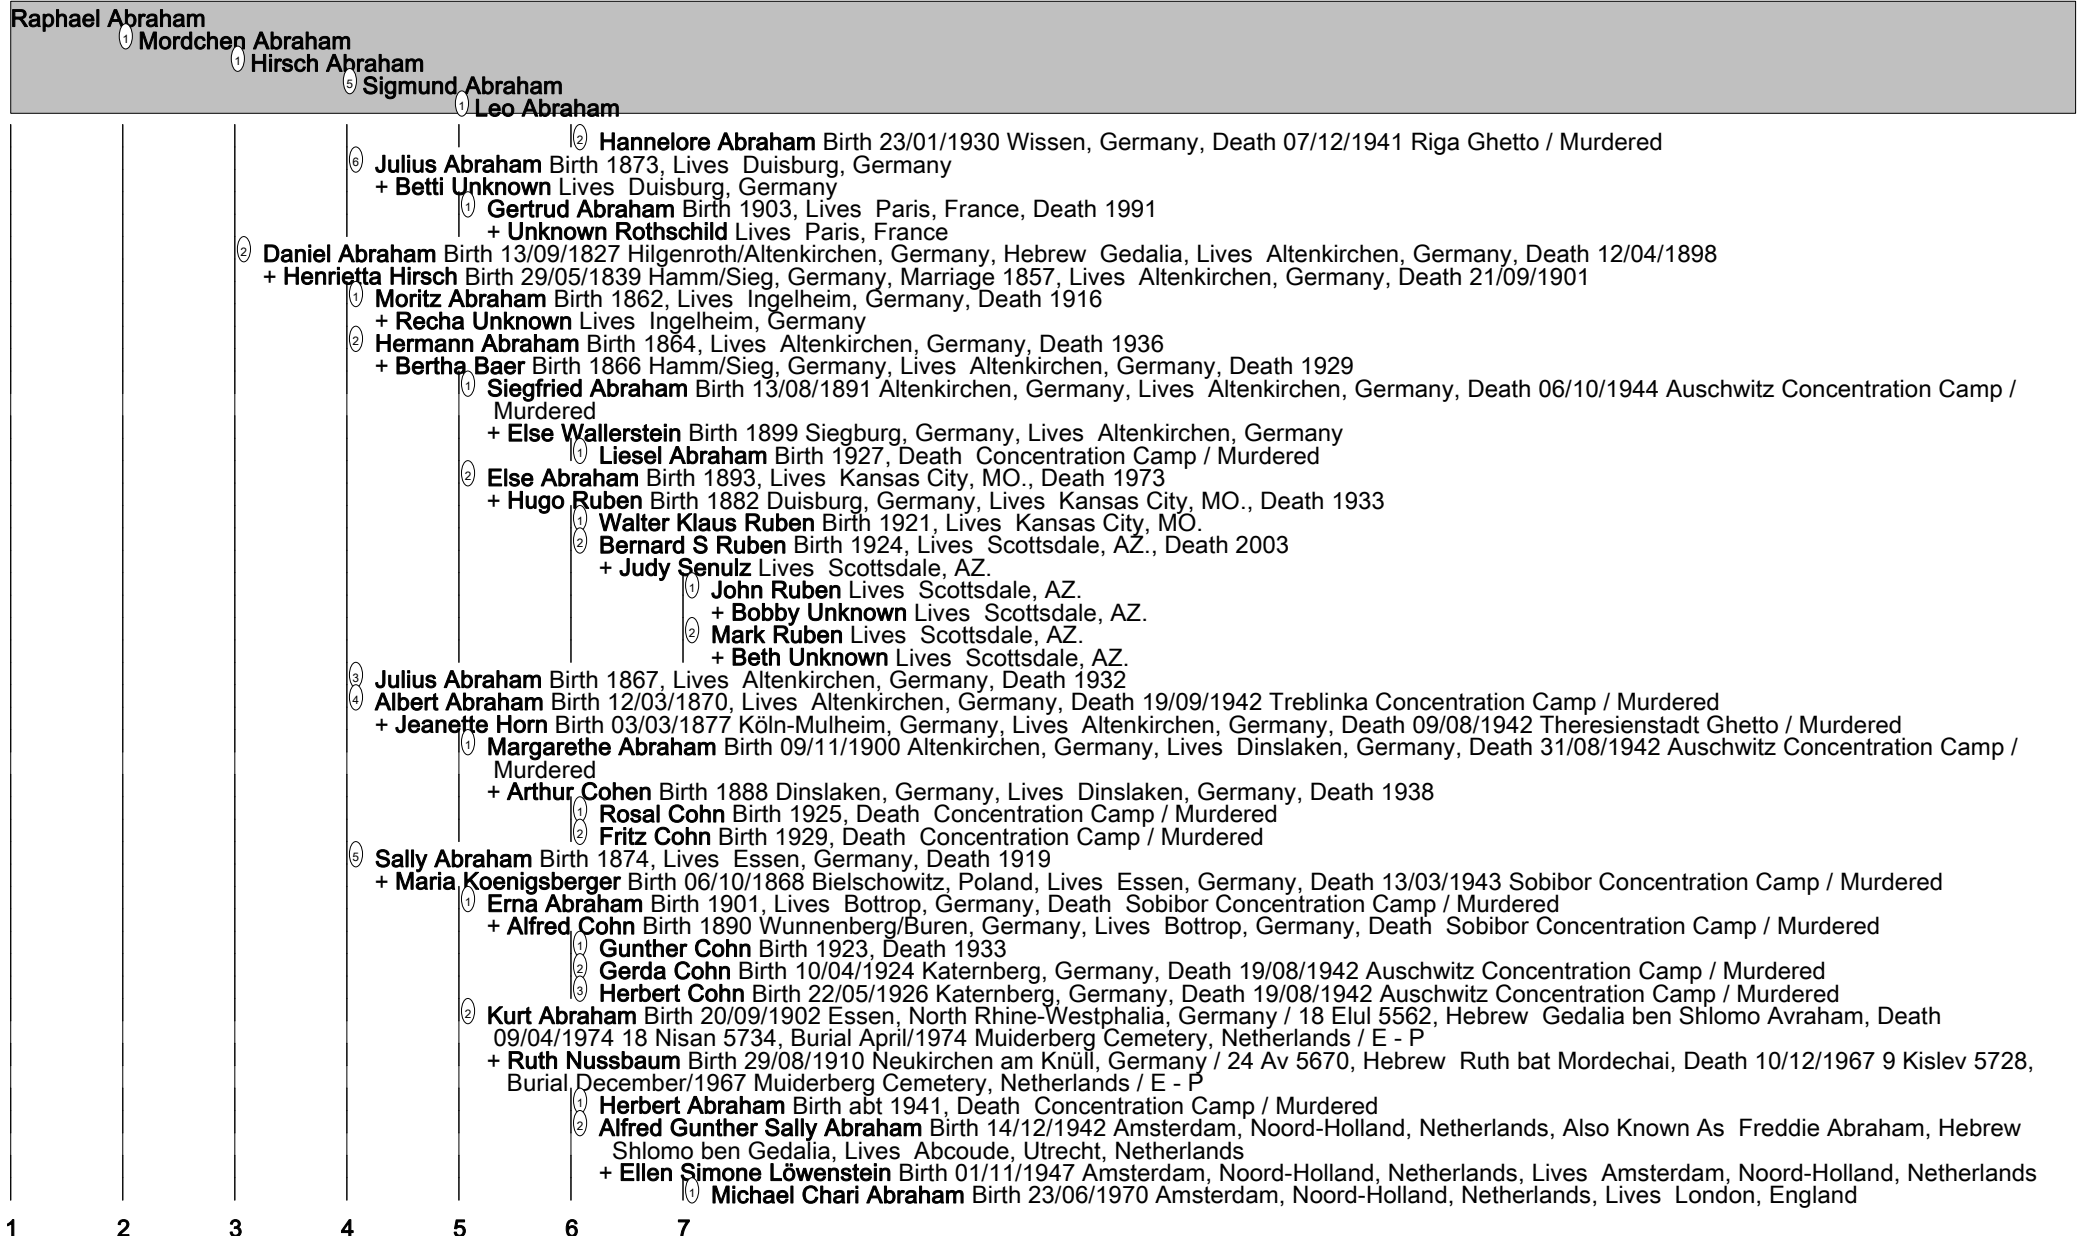 Raphael Abraham
1 Mordchen Abraham
1 Hirsch Abraham
5 Sigmund Abraham
1 Leo Abraham
2 Hannelore Abraham Birth 23/01/1930 Wissen, Germany, Death 07/12/1941 Riga Ghetto / Murdered
6 Julius Abraham Birth 1873, Lives Duisburg, Germany
+ Betti Unknown Lives Duisburg, Germany
1 Gertrud Abraham Birth 1903, Lives Paris, France, Death 1991
+ Unknown Rothschild Lives Paris, France
2 Daniel Abraham Birth 13/09/1827 Hilgenroth/Altenkirchen, Germany, Hebrew Gedalia, Lives Altenkirchen, Germany, Death 12/04/1898
+ Henrietta Hirsch Birth 29/05/1839 Hamm/Sieg, Germany, Marriage 1857, Lives Altenkirchen, Germany, Death 21/09/1901
1 Moritz Abraham Birth 1862, Lives Ingelheim, Germany, Death 1916
+ Recha Unknown Lives Ingelheim, Germany
2 Hermann Abraham Birth 1864, Lives Altenkirchen, Germany, Death 1936
+ Bertha Baer Birth 1866 Hamm/Sieg, Germany, Lives Altenkirchen, Germany, Death 1929
1 Siegfried Abraham Birth 13/08/1891 Altenkirchen, Germany, Lives Altenkirchen, Germany, Death 06/10/1944 Auschwitz Concentration Camp /
Murdered
+ Else Wallerstein Birth 1899 Siegburg, Germany, Lives Altenkirchen, Germany
1 Liesel Abraham Birth 1927, Death Concentration Camp / Murdered
2 Else Abraham Birth 1893, Lives Kansas City, MO., Death 1973
+ Hugo Ruben Birth 1882 Duisburg, Germany, Lives Kansas City, MO., Death 1933
1 Walter Klaus Ruben Birth 1921, Lives Kansas City, MO.
2 Bernard S Ruben Birth 1924, Lives Scottsdale, AZ., Death 2003
+ Judy Senulz Lives Scottsdale, AZ.
1 John Ruben Lives Scottsdale, AZ.
+ Bobby Unknown Lives Scottsdale, AZ.
2 Mark Ruben Lives Scottsdale, AZ.
+ Beth Unknown Lives Scottsdale, AZ.
3 Julius Abraham Birth 1867, Lives Altenkirchen, Germany, Death 1932
4 Albert Abraham Birth 12/03/1870, Lives Altenkirchen, Germany, Death 19/09/1942 Treblinka Concentration Camp / Murdered
+ Jeanette Horn Birth 03/03/1877 Köln-Mulheim, Germany, Lives Altenkirchen, Germany, Death 09/08/1942 Theresienstadt Ghetto / Murdered
1 Margarethe Abraham Birth 09/11/1900 Altenkirchen, Germany, Lives Dinslaken, Germany, Death 31/08/1942 Auschwitz Concentration Camp /
Murdered
+ Arthur Cohen Birth 1888 Dinslaken, Germany, Lives Dinslaken, Germany, Death 1938
1 Rosal Cohn Birth 1925, Death Concentration Camp / Murdered
2 Fritz Cohn Birth 1929, Death Concentration Camp / Murdered
5 Sally Abraham Birth 1874, Lives Essen, Germany, Death 1919
+ Maria Koenigsberger Birth 06/10/1868 Bielschowitz, Poland, Lives Essen, Germany, Death 13/03/1943 Sobibor Concentration Camp / Murdered
1 Erna Abraham Birth 1901, Lives Bottrop, Germany, Death Sobibor Concentration Camp / Murdered
+ Alfred Cohn Birth 1890 Wunnenberg/Buren, Germany, Lives Bottrop, Germany, Death Sobibor Concentration Camp / Murdered
1 Gunther Cohn Birth 1923, Death 1933
2 Gerda Cohn Birth 10/04/1924 Katernberg, Germany, Death 19/08/1942 Auschwitz Concentration Camp / Murdered
3 Herbert Cohn Birth 22/05/1926 Katernberg, Germany, Death 19/08/1942 Auschwitz Concentration Camp / Murdered
2 Kurt Abraham Birth 20/09/1902 Essen, North Rhine-Westphalia, Germany / 18 Elul 5562, Hebrew Gedalia ben Shlomo Avraham, Death
09/04/1974 18 Nisan 5734, Burial April/1974 Muiderberg Cemetery, Netherlands / E - P
+ Ruth Nussbaum Birth 29/08/1910 Neukirchen am Knüll, Germany / 24 Av 5670, Hebrew Ruth bat Mordechai, Death 10/12/1967 9 Kislev 5728,
Burial December/1967 Muiderberg Cemetery, Netherlands / E - P
1 Herbert Abraham Birth abt 1941, Death Concentration Camp / Murdered
2 Alfred Gunther Sally Abraham Birth 14/12/1942 Amsterdam, Noord-Holland, Netherlands, Also Known As Freddie Abraham, Hebrew
Shlomo ben Gedalia, Lives Abcoude, Utrecht, Netherlands
+ Ellen Simone Löwenstein Birth 01/11/1947 Amsterdam, Noord-Holland, Netherlands, Lives Amsterdam, Noord-Holland, Netherlands
1 Michael Chari Abraham Birth 23/06/1970 Amsterdam, Noord-Holland, Netherlands, Lives London, England
1 2 3 4 5 6 7